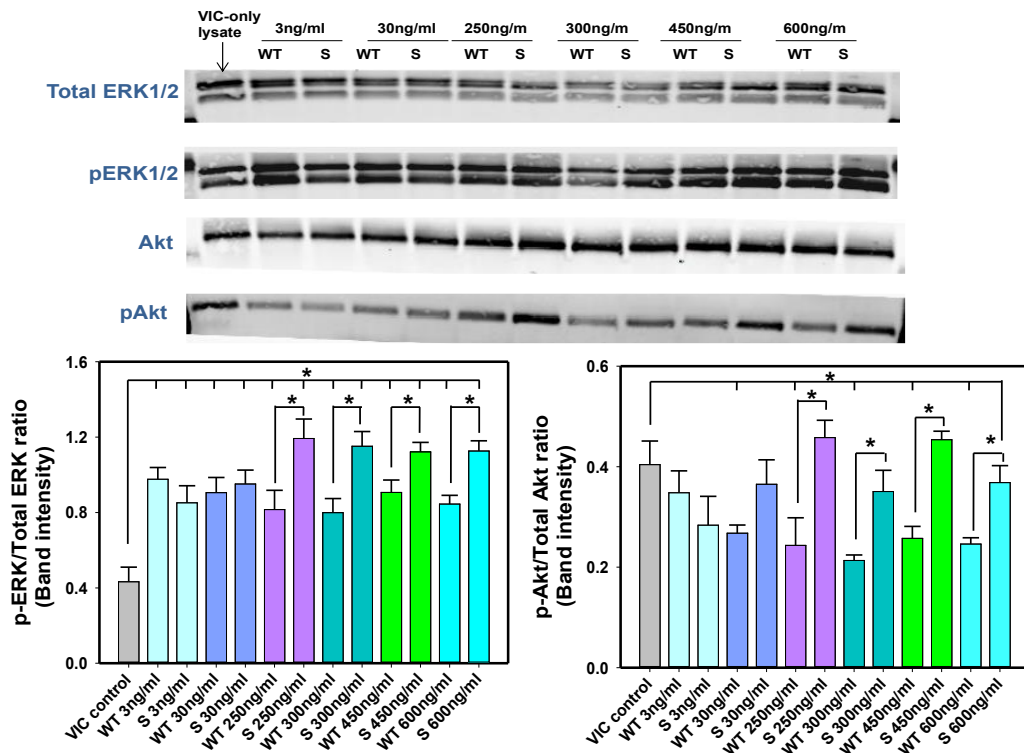 VIC-only
lysate
3ng/ml 30ng/ml 250ng/m 300ng/m 450ng/m 600ng/m
WT S WT S WT S WT S WT S WT S
Total ERK1/2
pERK1/2
Akt
pAkt
p-ERK/Total ERK ratio
(Band intensity)
1.6
1.2
0.8
0.4
0.0
*
* * * *
VIC control
WT 3ng/ml
S 3ng/ml
WT 30ng/ml
S 30ng/ml
WT 250ng/ml
S 250ng/ml
WT 300ng/ml
S 300ng/ml
WT 450ng/ml
S 450ng/ml
WT 600ng/ml
S 600ng/ml
p-Akt/Total Akt ratio
(Band intensity)
0.6
0.4
0.2
0.0
*
* * * *
VIC control
WT 3ng/ml
S 3ng/ml
WT 30ng/ml
S 30ng/ml
WT 250ng/ml
S 250ng/ml
WT 300ng/ml
S 300ng/ml
WT 450ng/ml
S 450ng/ml
WT 600ng/ml
S 600ng/ml